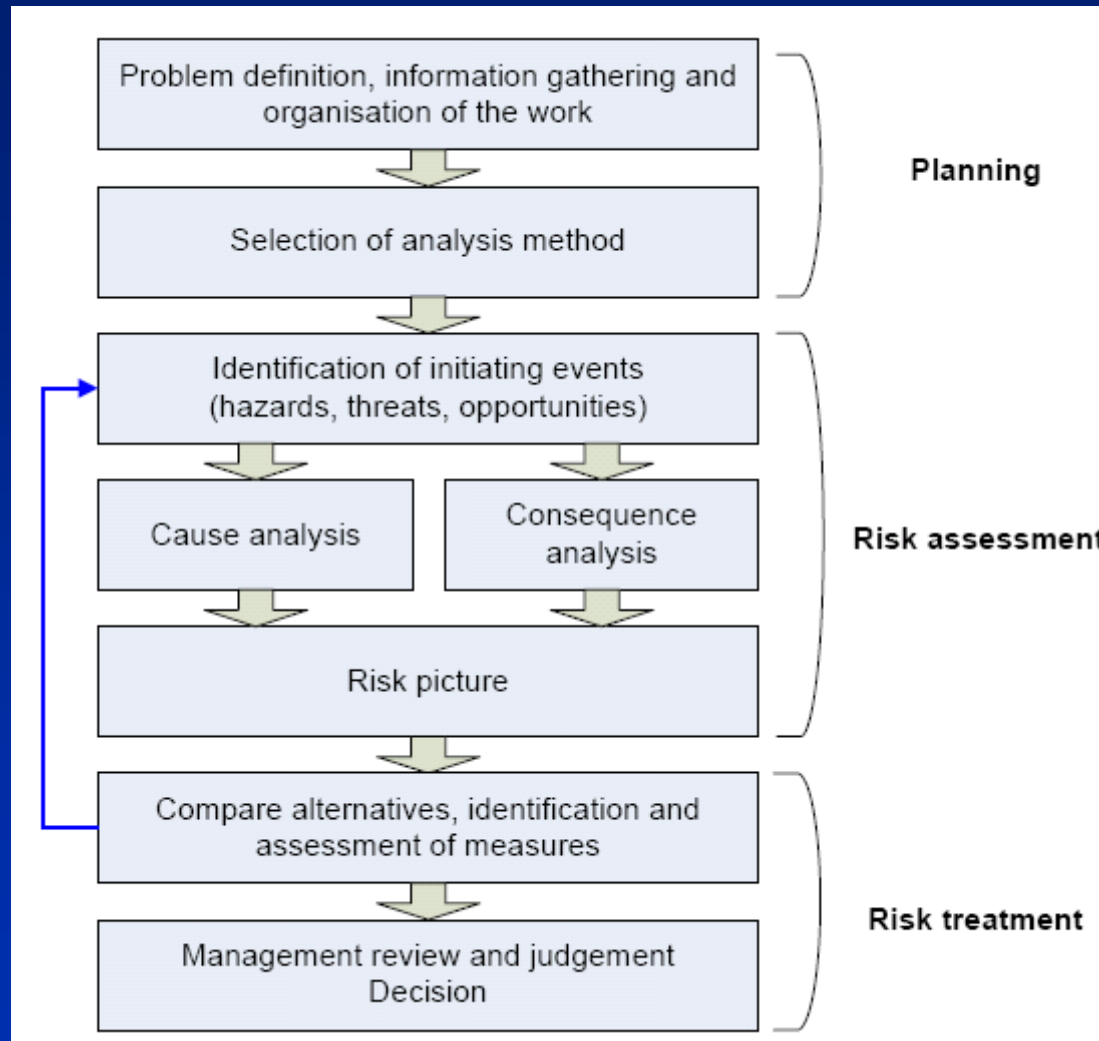 Problem definition, information gathering and
organisation of the work
Planning
Selection of analysis method
Identification of initiating events
(hazards, threats, opportunities)
Cause analysis
Consequence
analysis
Risk assessment
Risk picture
Compare alternatives, identification and
assessment of measures
Risk treatment
Management review and judgement
Decision